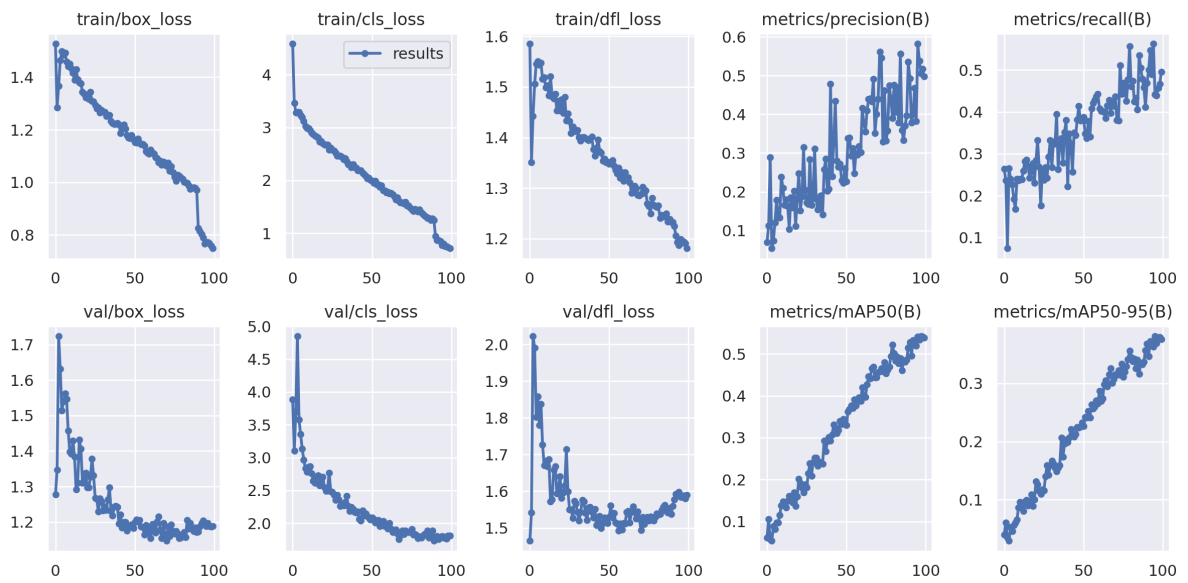 train/box_loss
train/cls_loss
train/dfl_loss
metrics/precision(B)
metrics/recall(B)
1.4
1.2
1.0
0.8
0 50 100
results
4
3
2
1
0 50 100
1.6
1.5
1.4
1.3
1.2
0 50 100
0.6
0.5
0.4
0.3
0.2
0.1
0 50 100
0.5
0.4
0.3
0.2
0.1
0 50 100
val/box_loss
val/cls_loss
val/dfl_loss
metrics/mAP50(B)
metrics/mAP50-95(B)
1.7
1.6
1.5
1.4
1.3
1.2
0 50 100
5.0
4.5
4.0
3.5
3.0
2.5
2.0
0 50 100
2.0
1.9
1.8
1.7
1.6
1.5
0 50 100
0.5
0.4
0.3
0.2
0.1
0 50 100
0.3
0.2
0.1
0 50 100